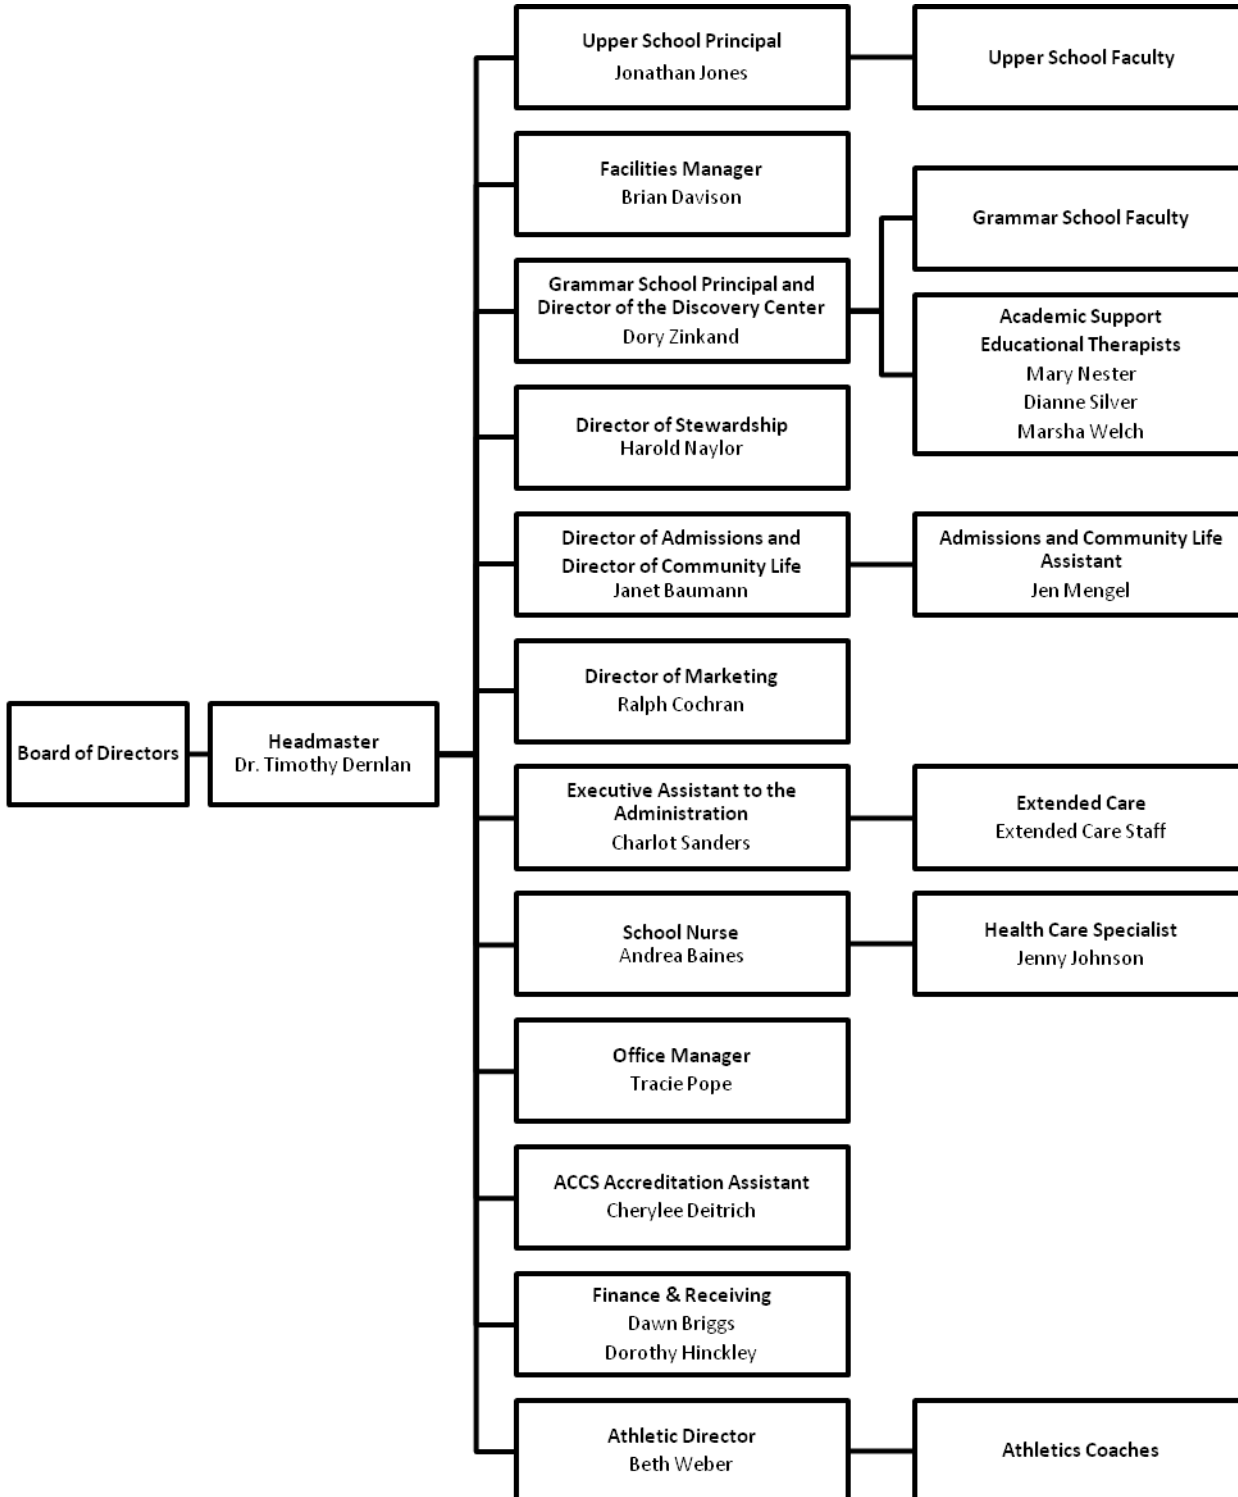 Upper School Principal
Jonathan Jones
Upper School Faculty
Facilities Manager
Brian Davison
Grammar School Faculty
Grammar School Principal and
Director of the Discovery Center
Dory Zinkand
Academic Support
Educational Therapists
Mary Nester
Dianne Silver
Marsha Welch
Director of Stewardship
Harold Naylor
Director of Admissions and
Director of Community Life
Janet Baumann
Admissions and Community Life
Assistant
Jen Mengel
Director of Marketing
Ralph Cochran
Board of Directors
Headmaster
Dr. Timothy Dernlan
Executive Assistant to the
Administration
Charlot Sanders
Extended Care
Extended Care Staff
School Nurse
Andrea Baines
Health Care Specialist
Jenny Johnson
Office Manager
Tracie Pope
ACCS Accreditation Assistant
Cherylee Deitrich
Finance & Receiving
Dawn Briggs
Dorothy Hinckley
Athletic Director
Beth Weber
Athletics Coaches